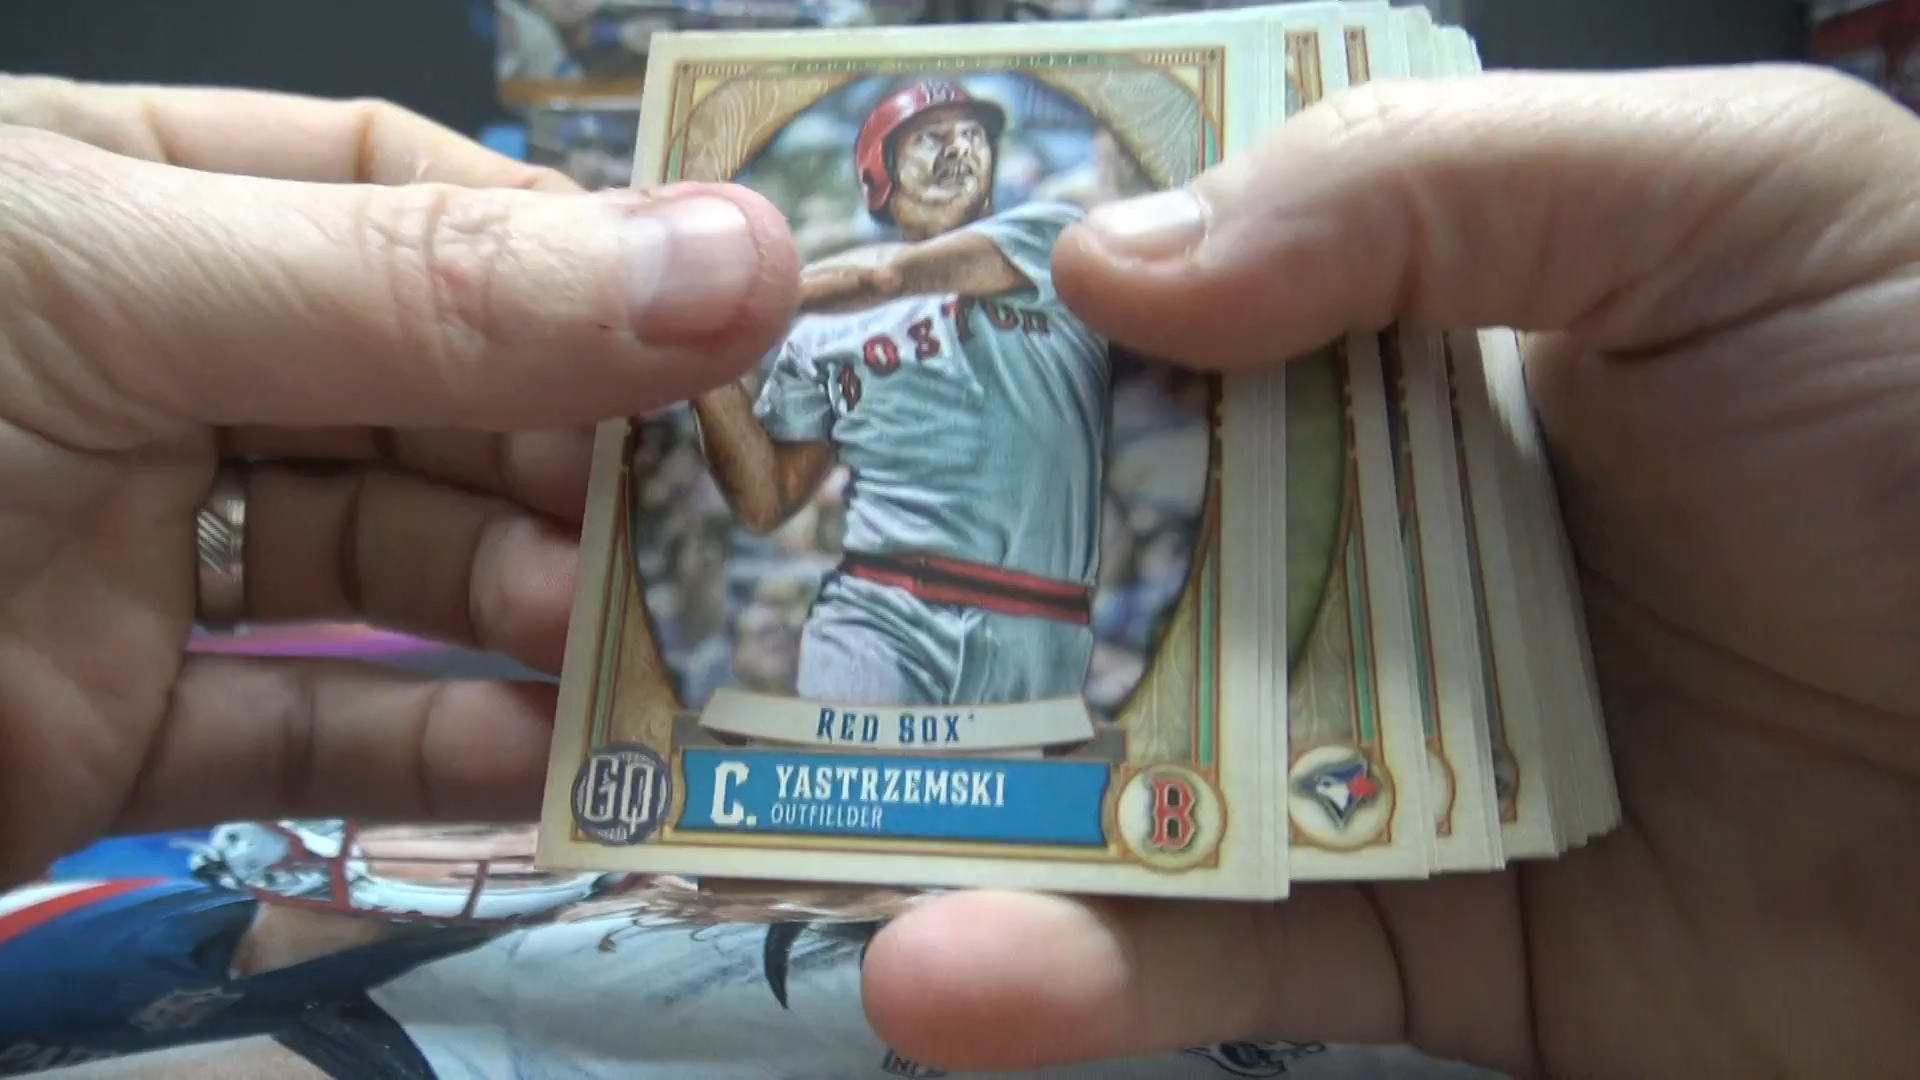 BOSTON
RED SOX
GQ
C. YASTRZEMSKI
OUTFIELDER
B